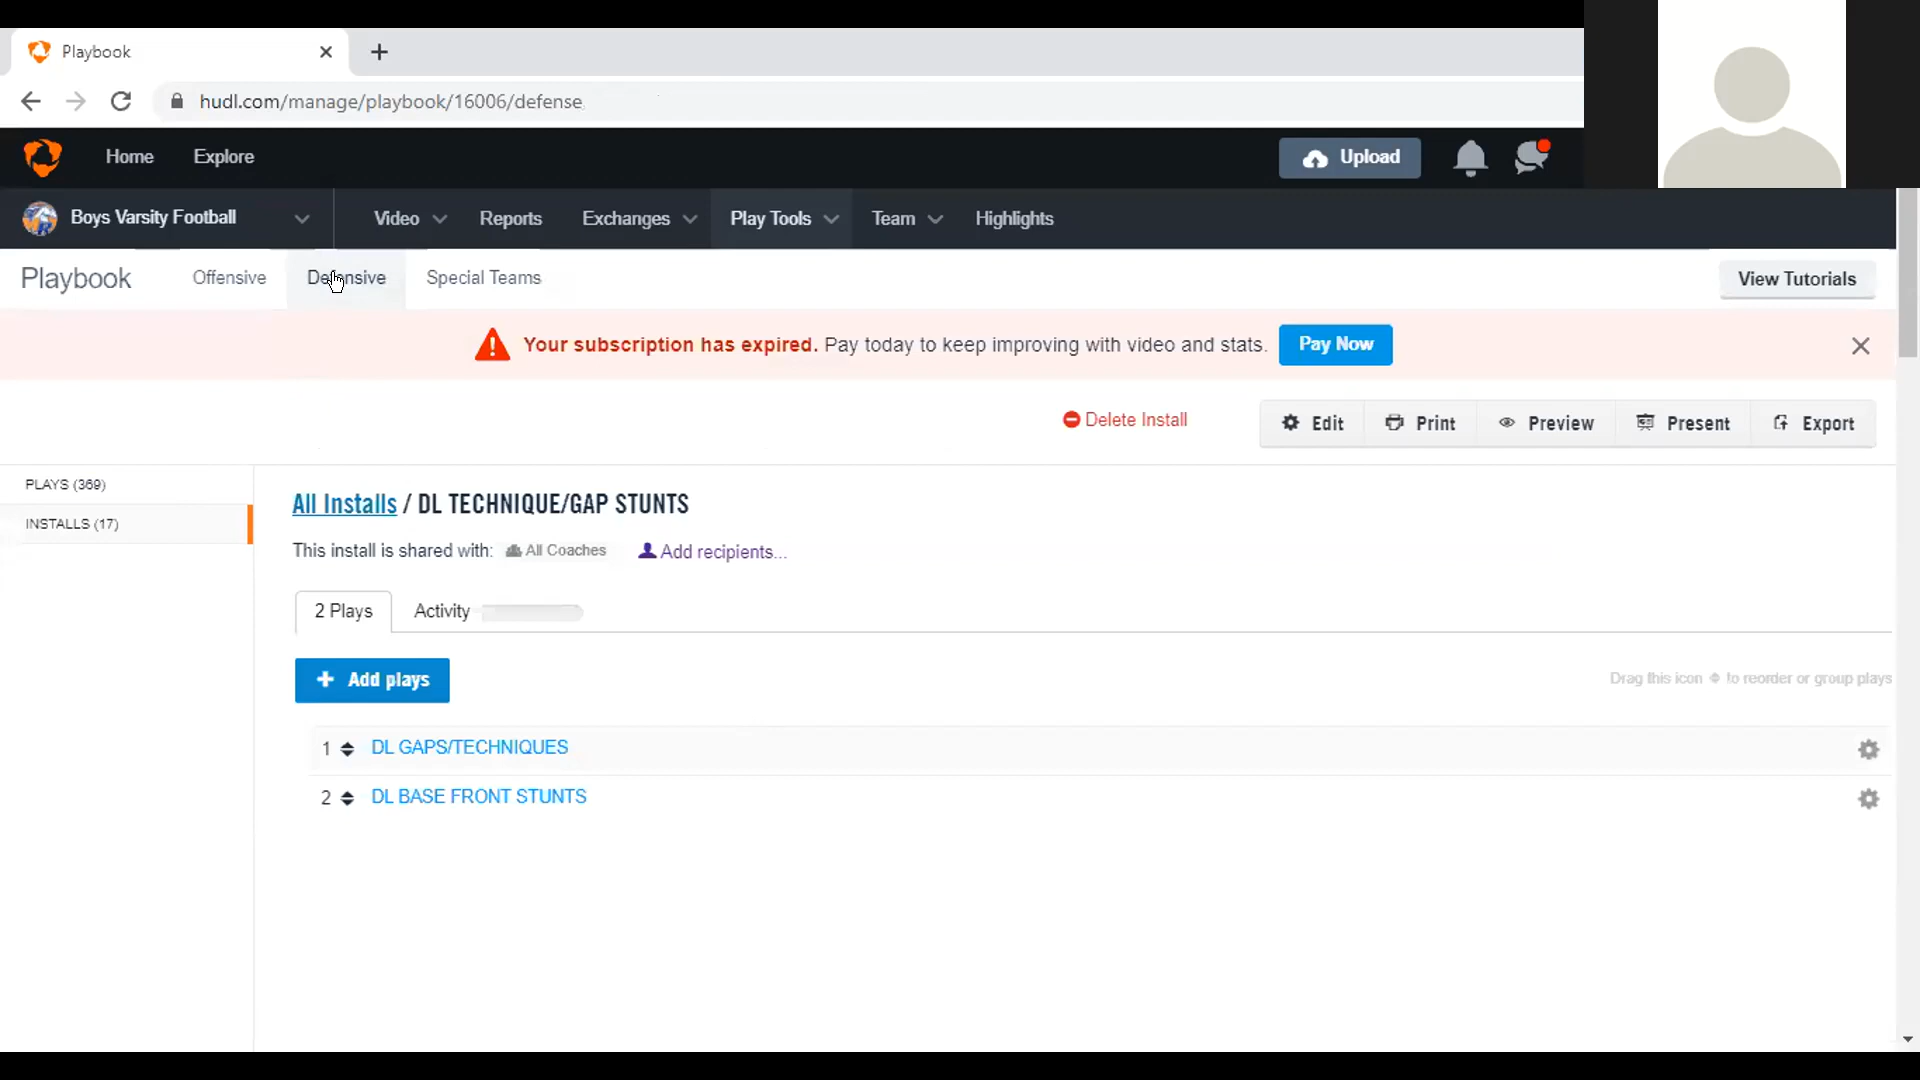 Playbook
hudl.com/manage/playbook/16006/defense
Home Explore Upload
Boys Varsity Football Video Reports Exchanges Play Tools Team Highlights
Playbook Offensive Defensive Special Teams View Tutorials
Your subscription has expired. Pay today to keep improving with video and stats. Pay Now
Delete Install Edit Print Preview Present Export
PLAYS (369)
INSTALLS (17)
All Installs / DL TECHNIQUE/GAP STUNTS
This install is shared with: All Coaches Add recipients...
2 Plays Activity
+ Add plays
Drag this icon to reorder or group plays
1 DL GAPS/TECHNIQUES
2 DL BASE FRONT STUNTS